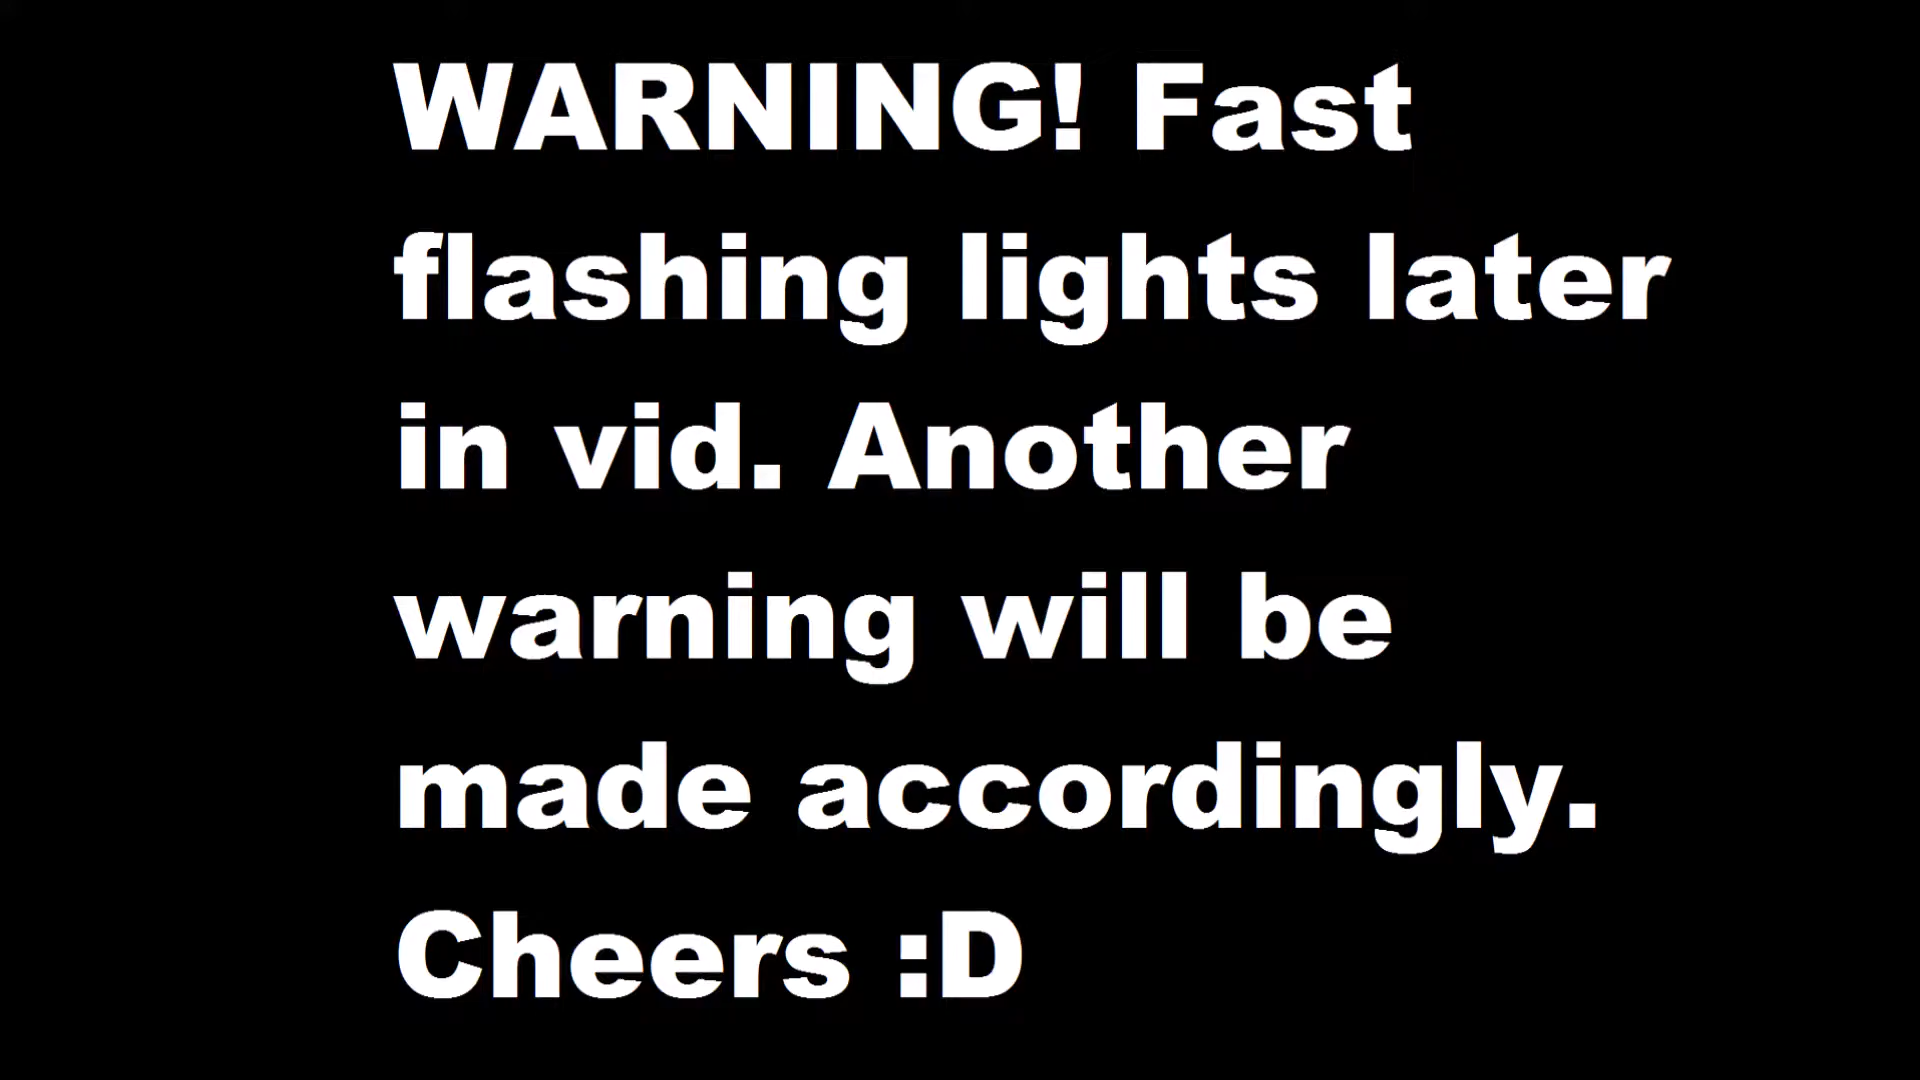 WARNING! Fast
flashing lights later
in vid. Another
warning will be
made accordingly.
Cheers :D